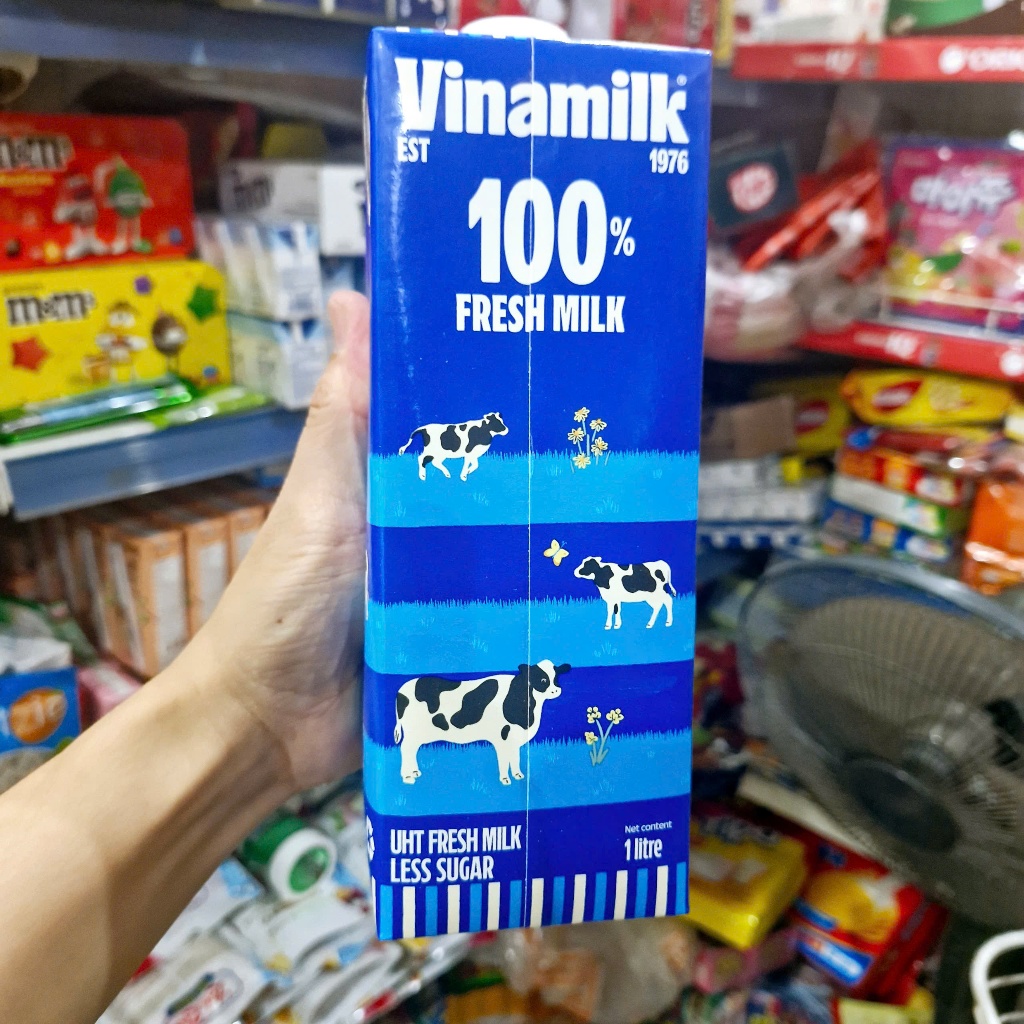 Vinamilk
EST 1976
100%
FRESH MILK
UHT FRESH MILK
LESS SUGAR
Net content
1 litre
m&m's
m&m's